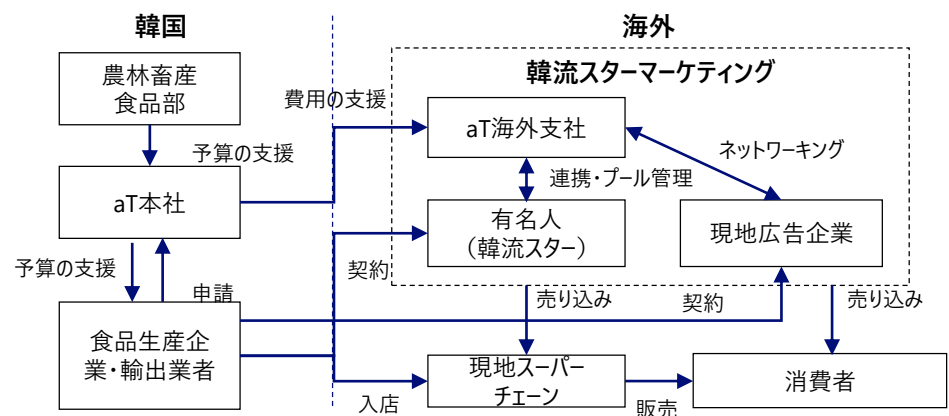 韓国
海外
農林畜産
食品部
韓流スターマーケティング
費用の支援
aT海外支社
予算の支援
ネットワーキング
aT本社
連携・プール管理
有名人
（韓流スター）
現地広告企業
予算の支援
申請
契約
売り込み
契約
売り込み
食品生産企
業・輸出業者
現地スーパー
チェーン
消費者
入店
販売